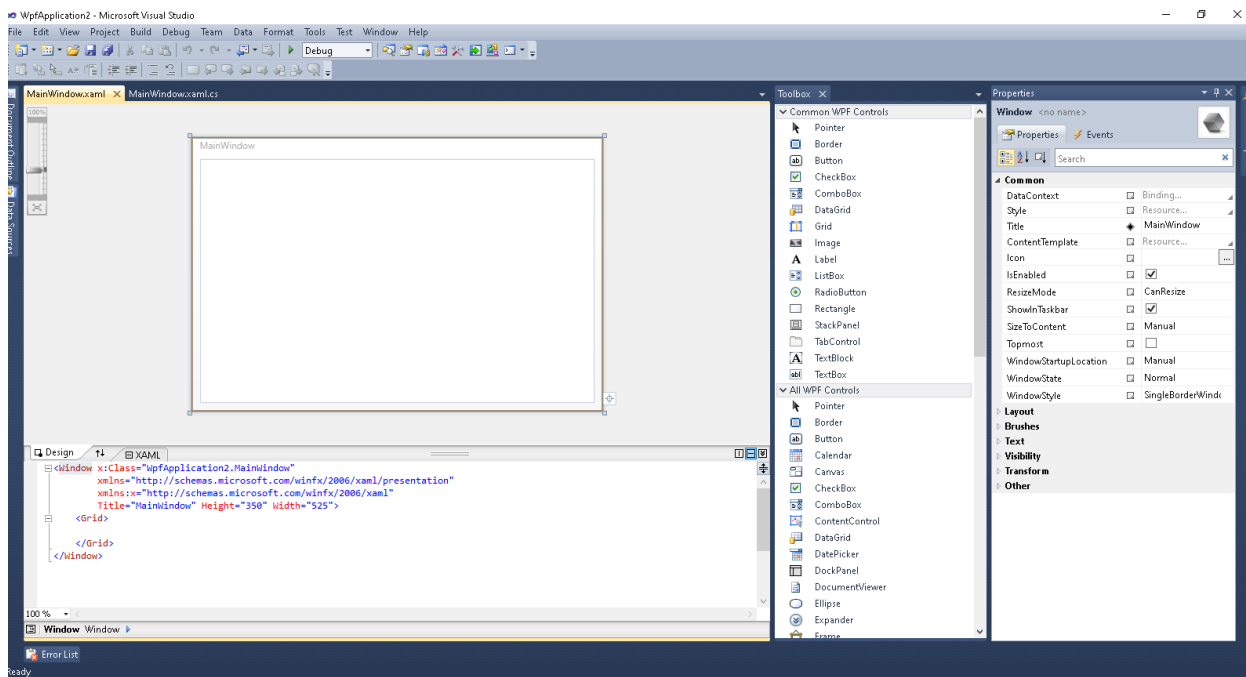 WpfApplication2 - Microsoft Visual Studio
File Edit View Project Build Debug Team Data Format Tools Test Window Help
Debug
MainWindow.xaml MainWindow.xaml.cs
Document Outline
Data Sources
100%
MainWindow
Design XAML
<Window x:Class="WpfApplication2.MainWindow"
xmlns="http://schemas.microsoft.com/winfx/2006/xaml/presentation"
xmlns:x="http://schemas.microsoft.com/winfx/2006/xaml"
Title="MainWindow" Height="350" Width="525">
<Grid>
</Grid>
</Window>
100 %
Window Window
Error List
Ready
Toolbox
Common WPF Controls
Pointer
Border
Button
CheckBox
ComboBox
DataGrid
Grid
Image
Label
ListBox
RadioButton
Rectangle
StackPanel
TabControl
TextBlock
TextBox
All WPF Controls
Pointer
Border
Button
Calendar
Canvas
CheckBox
ComboBox
ContentControl
DataGrid
DatePicker
DockPanel
DocumentViewer
Ellipse
Expander
Frame
Properties
Window <no name>
Properties Events
Search
Common
DataContext Binding...
Style Resource...
Title MainWindow
ContentTemplate Resource...
Icon ...
IsEnabled
ResizeMode CanResize
ShowInTaskbar
SizeToContent Manual
Topmost
WindowStartupLocation Manual
WindowState Normal
WindowStyle SingleBorderWind
Layout
Brushes
Text
Visibility
Transform
Other